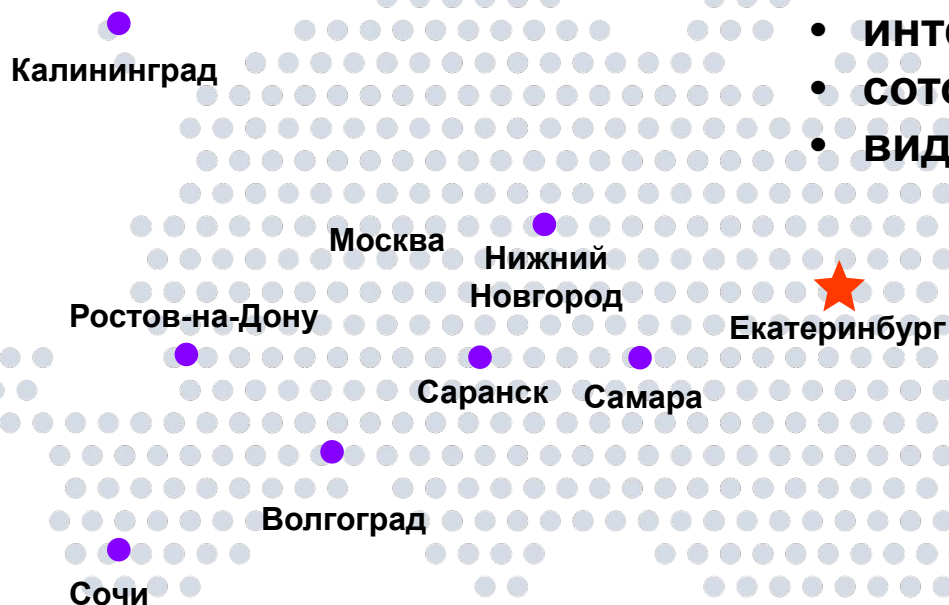 Калининград
Москва
Нижний
Новгород
Екатеринбург
Ростов-на-Дону
Саранск
Самара
Волгоград
Сочи